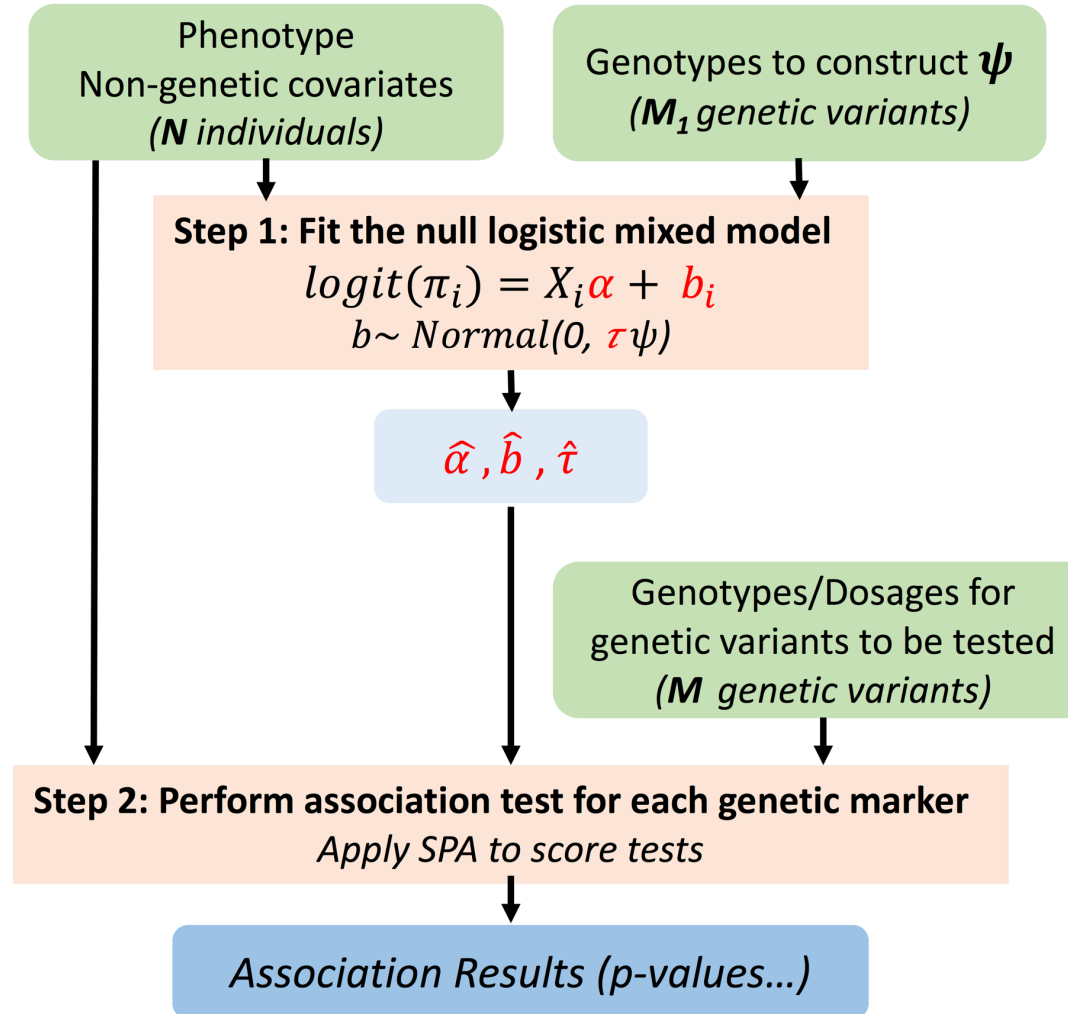 Phenotype
Non-genetic covariates
(N individuals)
Genotypes to construct ψ
(M₁ genetic variants)
Step 1: Fit the null logistic mixed model
logit(πᵢ) = Xᵢα + bᵢ
b~ Normal(0, τψ)
α̂ , b̂ , τ̂
Genotypes/Dosages for
genetic variants to be tested
(M genetic variants)
Step 2: Perform association test for each genetic marker
Apply SPA to score tests
Association Results (p-values...)